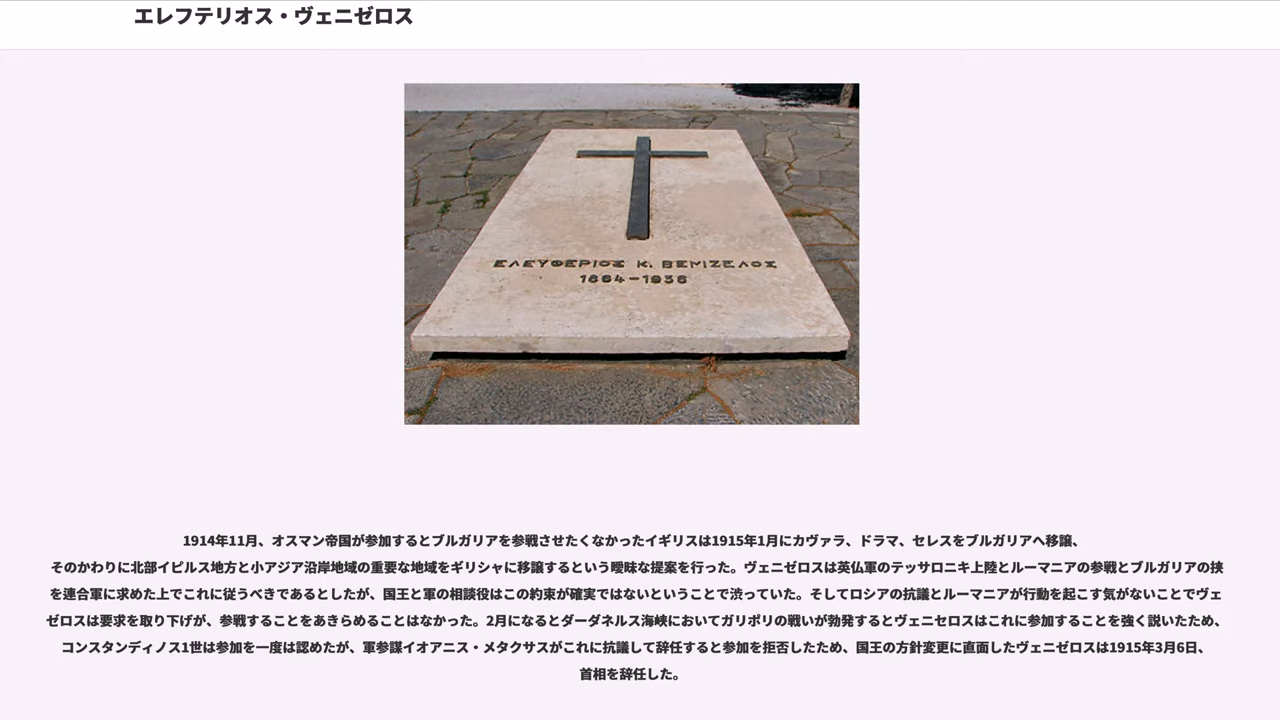 エレフテリオス・ヴェニゼロス
ΕΛΕΥΘΕΡΙΟΣ Κ. ΒΕΝΙΖΕΛΟΣ
1864-1936
1914年11月、オスマン帝国が参加するとブルガリアを参戦させたくなかったイギリスは1915年1月にカヴァラ、ドラマ、セレスをブルガリアへ移譲、
そのかわりに北部イピルス地方と小アジア沿岸地域の重要な地域をギリシャに移譲するという曖昧な提案を行った。ヴェニゼロスは英仏軍のテッサロニキ上陸とルーマニアの参戦とブルガリアの挟
を連合軍に求めた上でこれに従うべきであるとしたが、国王と軍の相談役はこの約束が確実ではないということで渋っていた。そしてロシアの抗議とルーマニアが行動を起こす気がないことでヴェ
ゼロスは要求を取り下げが、参戦することをあきらめることはなかった。2月になるとダーダネルス海峡においてガリポリの戦いが勃発するとヴェニセロスはこれに参加することを強く説いたため、
コンスタンディノス1世は参加を一度は認めたが、軍参謀イオアニス・メタクサスがこれに抗議して辞任すると参加を拒否したため、国王の方針変更に直面したヴェニゼロスは1915年3月6日、
首相を辞任した。